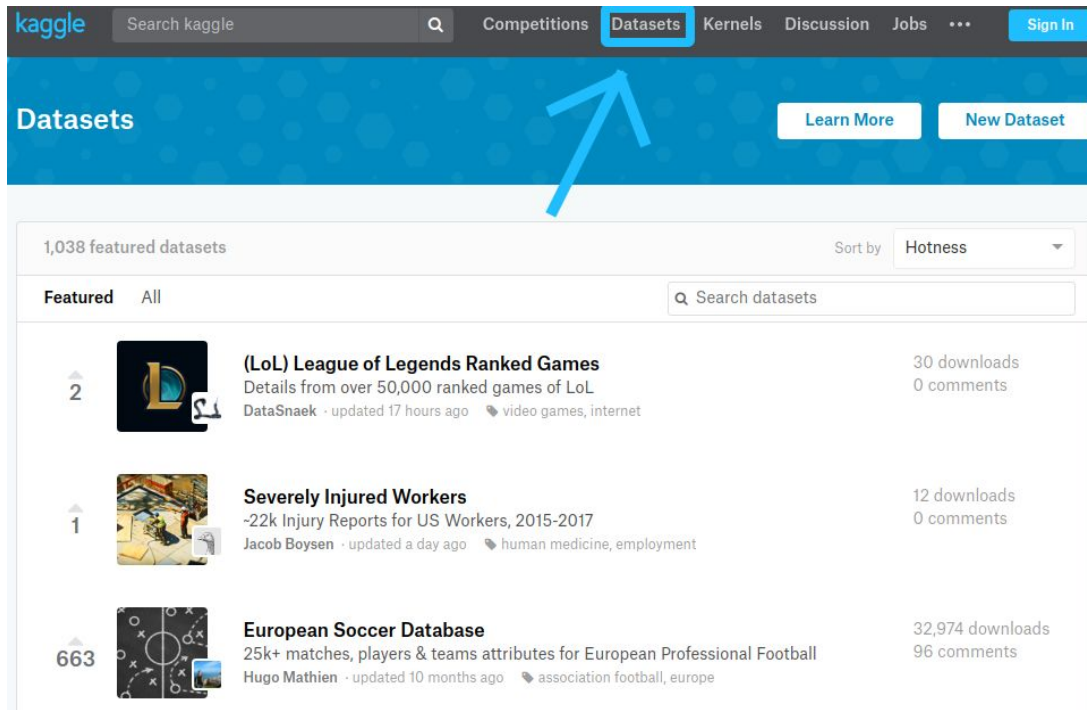 kaggle Search kaggle Competitions Datasets Kernels Discussion Jobs ••• Sign In
Datasets Learn More New Dataset
1,038 featured datasets Sort by Hotness
Featured All Search datasets
(LoL) League of Legends Ranked Games 30 downloads
2 Details from over 50,000 ranked games of LoL 0 comments
DataSnaek · updated 17 hours ago video games, internet
Severely Injured Workers 12 downloads
1 ~22k Injury Reports for US Workers, 2015-2017 0 comments
Jacob Boysen · updated a day ago human medicine, employment
European Soccer Database 32,974 downloads
663 25k+ matches, players & teams attributes for European Professional Football 96 comments
Hugo Mathien · updated 10 months ago association football, europe